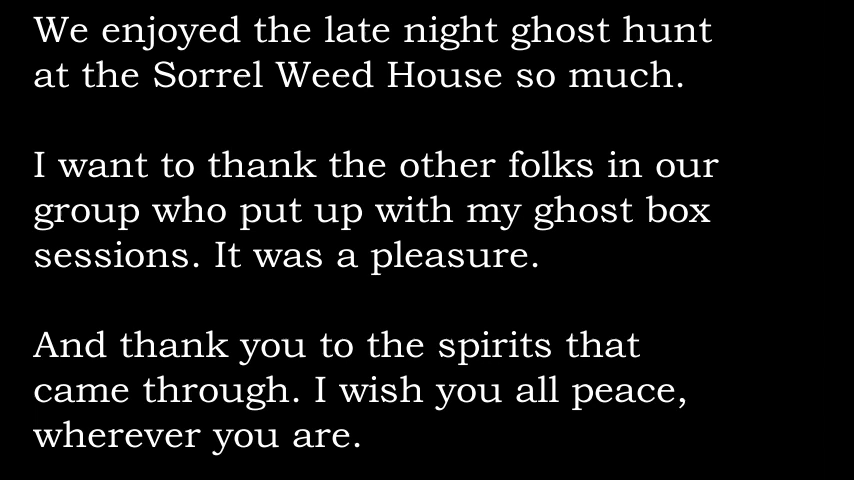 We enjoyed the late night ghost hunt
at the Sorrel Weed House so much.
I want to thank the other folks in our
group who put up with my ghost box
sessions. It was a pleasure.
And thank you to the spirits that
came through. I wish you all peace,
wherever you are.